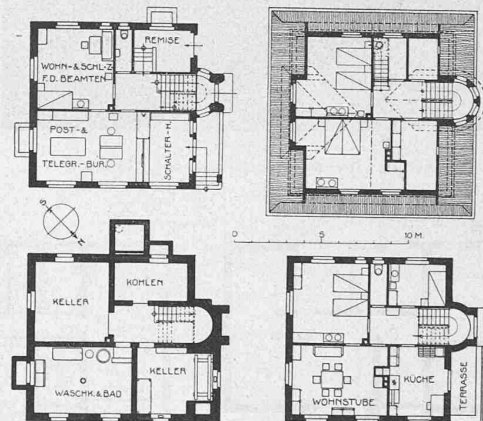 REMISE
WOHN- & SCHL-Z.
F.D. BEAMTEN
POST- &
TELEGR.-BUR.
SCHALTER-H.
S
N
0 5 10 M.
KELLER
KOHLEN
WASCHK. & BAD
KELLER
WOHNSTUBE
KÜCHE
TERRASSE